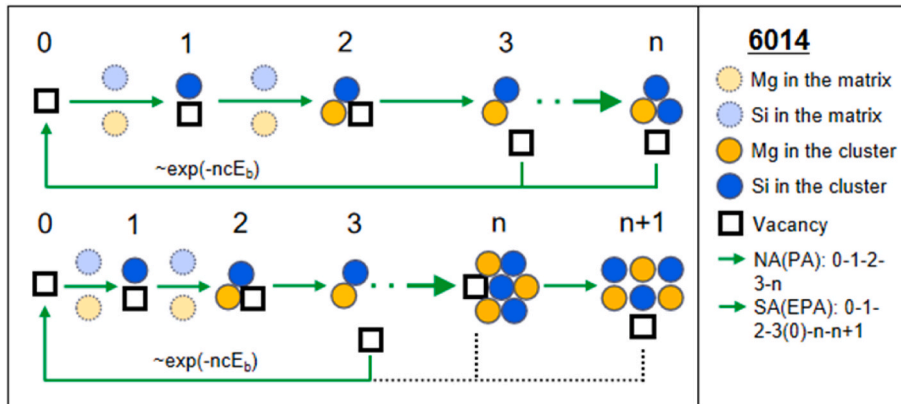 0 1 2 3 n
~exp(-ncE_b)
0 1 2 3 n n+1
~exp(-ncE_b)
6014
Mg in the matrix
Si in the matrix
Mg in the cluster
Si in the cluster
Vacancy
NA(PA): 0-1-2-
3-n
SA(EPA): 0-1-
2-3(0)-n-n+1